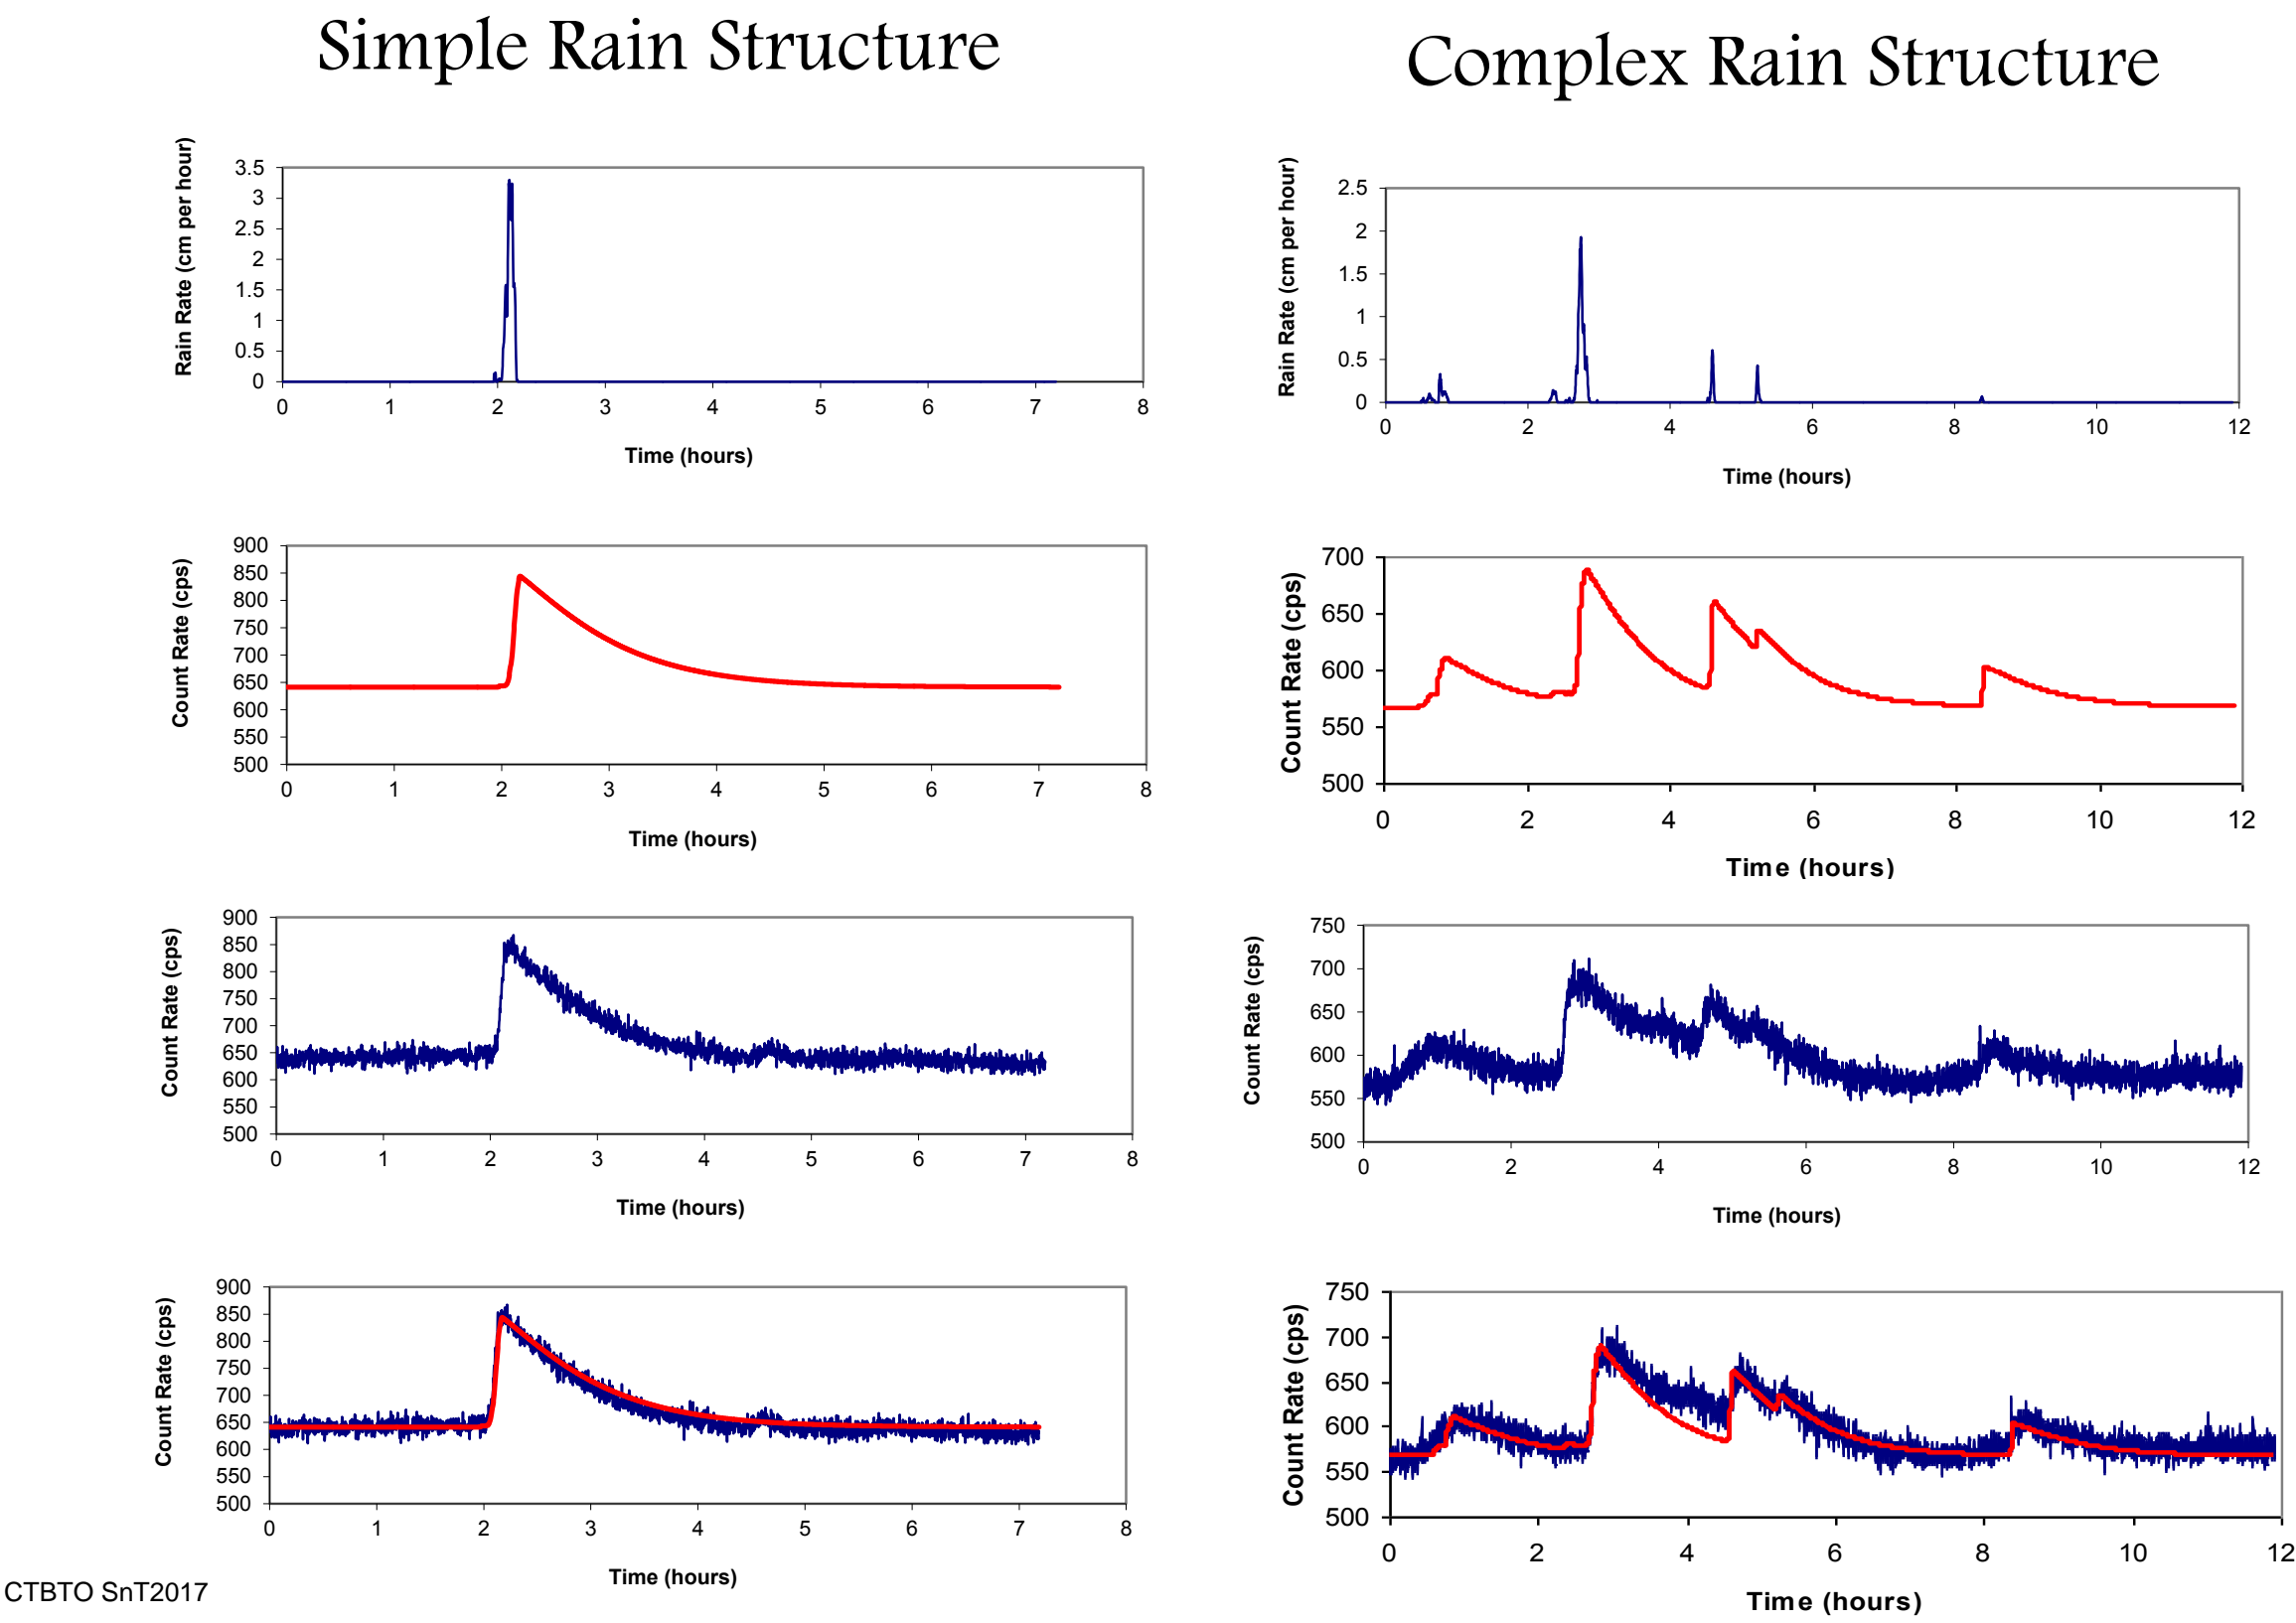 Simple Rain Structure
Complex Rain Structure
Rain Rate (cm per hour)
3.5
3
2.5
2
1.5
1
0.5
0
0 1 2 3 4 5 6 7 8
Time (hours)
Rain Rate (cm per hour)
2.5
2
1.5
1
0.5
0
0 2 4 6 8 10 12
Time (hours)
Count Rate (cps)
900
850
800
750
700
650
600
550
500
0 1 2 3 4 5 6 7 8
Time (hours)
Count Rate (cps)
700
650
600
550
500
0 2 4 6 8 10 12
Time (hours)
Count Rate (cps)
900
850
800
750
700
650
600
550
500
0 1 2 3 4 5 6 7 8
Time (hours)
Count Rate (cps)
750
700
650
600
550
500
0 2 4 6 8 10 12
Time (hours)
Count Rate (cps)
900
850
800
750
700
650
600
550
500
0 1 2 3 4 5 6 7 8
Time (hours)
Count Rate (cps)
750
700
650
600
550
500
0 2 4 6 8 10 12
Time (hours)
CTBTO SnT2017